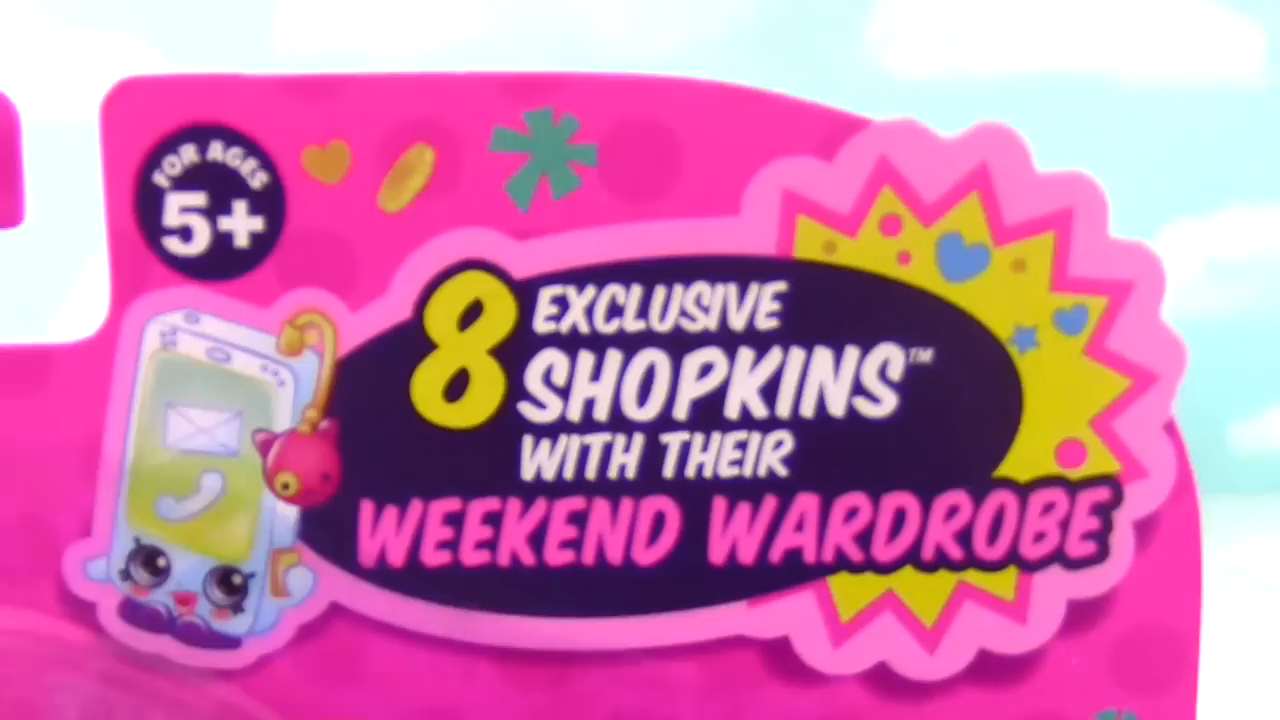 FOR AGES
5+
8 EXCLUSIVE
SHOPKINS™
WITH THEIR
WEEKEND WARDROBE